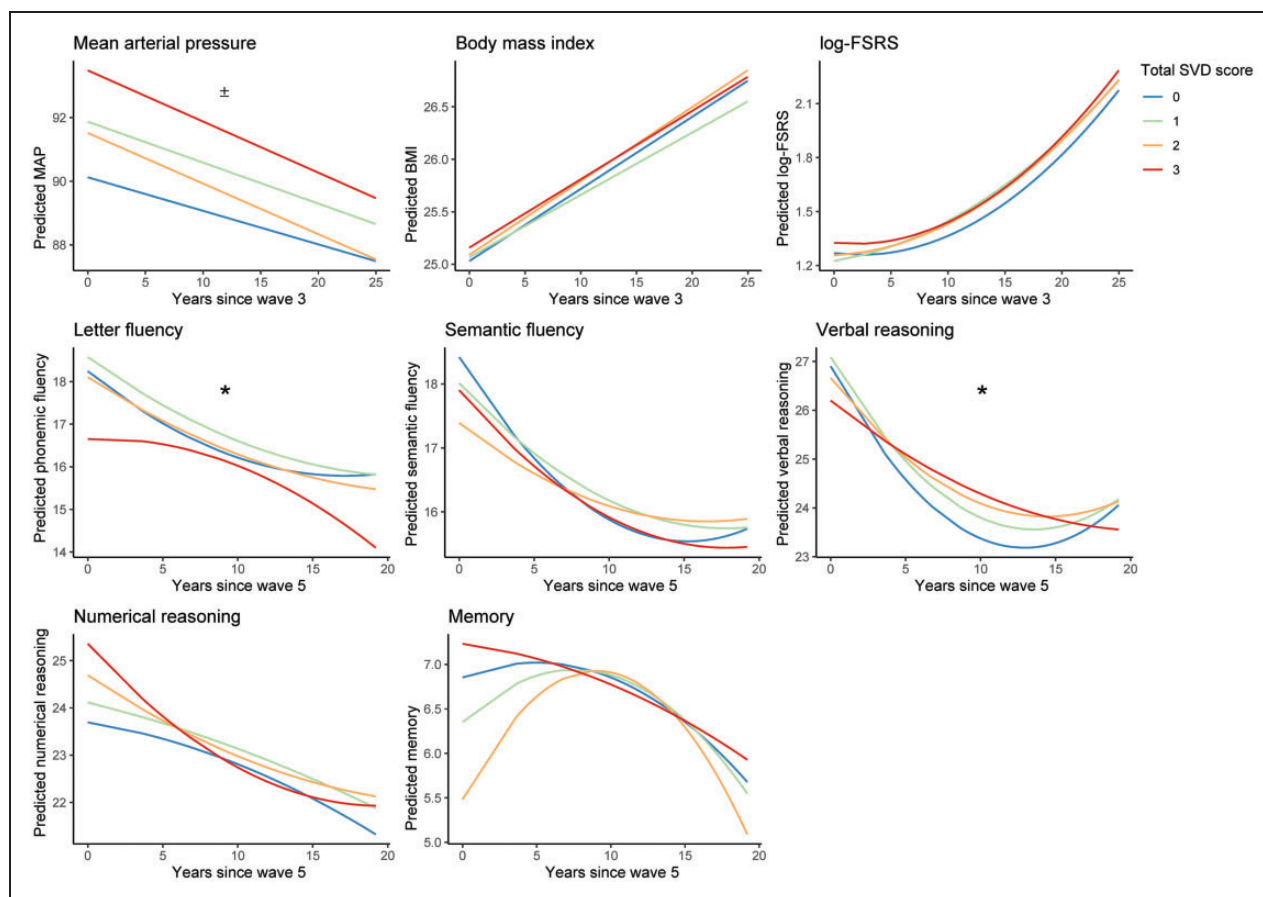 Mean arterial pressure
Predicted MAP
92
90
88
±
0 5 10 15 20 25
Years since wave 3
Body mass index
Predicted BMI
26.5
26.0
25.5
25.0
0 5 10 15 20 25
Years since wave 3
log-FSRS
Predicted log-FSRS
2.1
1.8
1.5
1.2
0 5 10 15 20 25
Years since wave 3
Total SVD score
0
1
2
3
Letter fluency
Predicted phonemic fluency
18
17
16
15
14
*
0 5 10 15 20
Years since wave 5
Semantic fluency
Predicted semantic fluency
18
17
16
0 5 10 15 20
Years since wave 5
Verbal reasoning
Predicted verbal reasoning
27
26
25
24
23
*
0 5 10 15 20
Years since wave 5
Numerical reasoning
Predicted numerical reasoning
25
24
23
22
0 5 10 15 20
Years since wave 5
Memory
Predicted memory
7.0
6.5
6.0
5.5
5.0
0 5 10 15 20
Years since wave 5